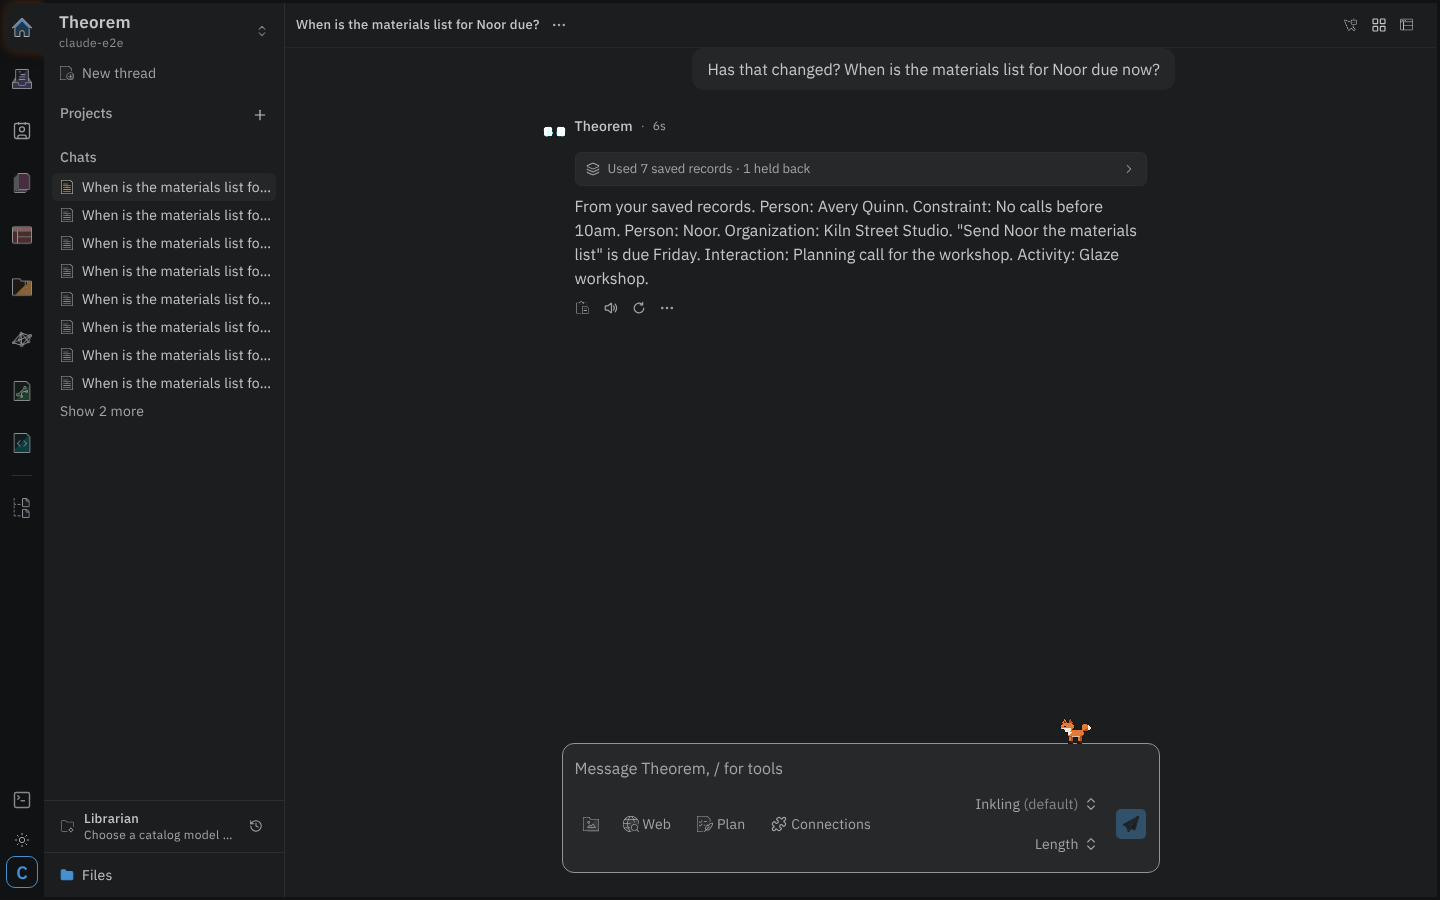 Theorem
claude-e2e
New thread
Projects
Chats
When is the materials list fo...
When is the materials list fo...
When is the materials list fo...
When is the materials list fo...
When is the materials list fo...
When is the materials list fo...
When is the materials list fo...
When is the materials list fo...
Show 2 more
Librarian
Choose a catalog model ...
C
Files
When is the materials list for Noor due?
Has that changed? When is the materials list for Noor due now?
Theorem · 6s
Used 7 saved records · 1 held back
From your saved records. Person: Avery Quinn. Constraint: No calls before
10am. Person: Noor. Organization: Kiln Street Studio. "Send Noor the materials
list" is due Friday. Interaction: Planning call for the workshop. Activity: Glaze
workshop.
Message Theorem, / for tools
Inkling (default)
Web
Plan
Connections
Length